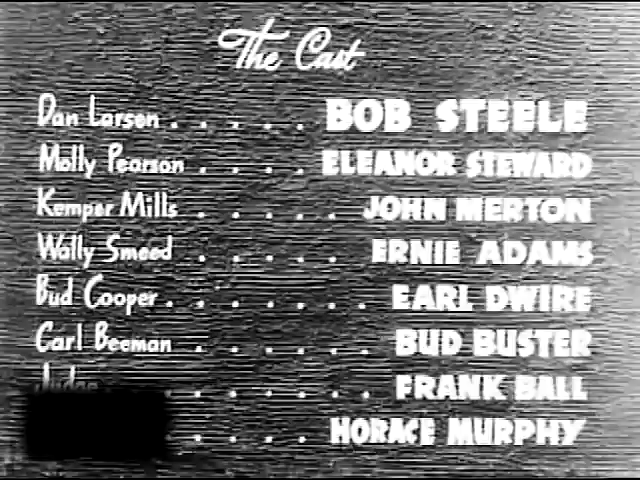 The Cast
Dan Larsen . . . . . BOB STEELE
Molly Pearson . . . . ELEANOR STEWARD
Kemper Mills . . . . . JOHN MERTON
Wally Smeed . . . . . ERNIE ADAMS
Bud Cooper . . . . . . . EARL DWIRE
Carl Beeman . . . . . . BUD BUSTER
. . . . . . . FRANK BALL
. . . . HORACE MURPHY